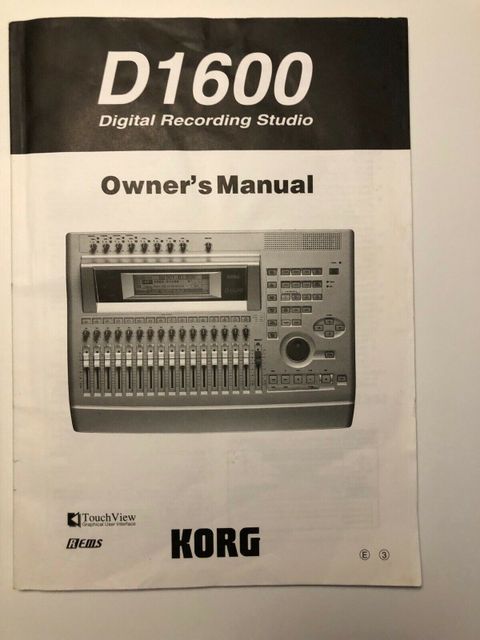 D1600
Digital Recording Studio
Owner's Manual
TouchView
Graphical User Interface
REMS
KORG
E 3